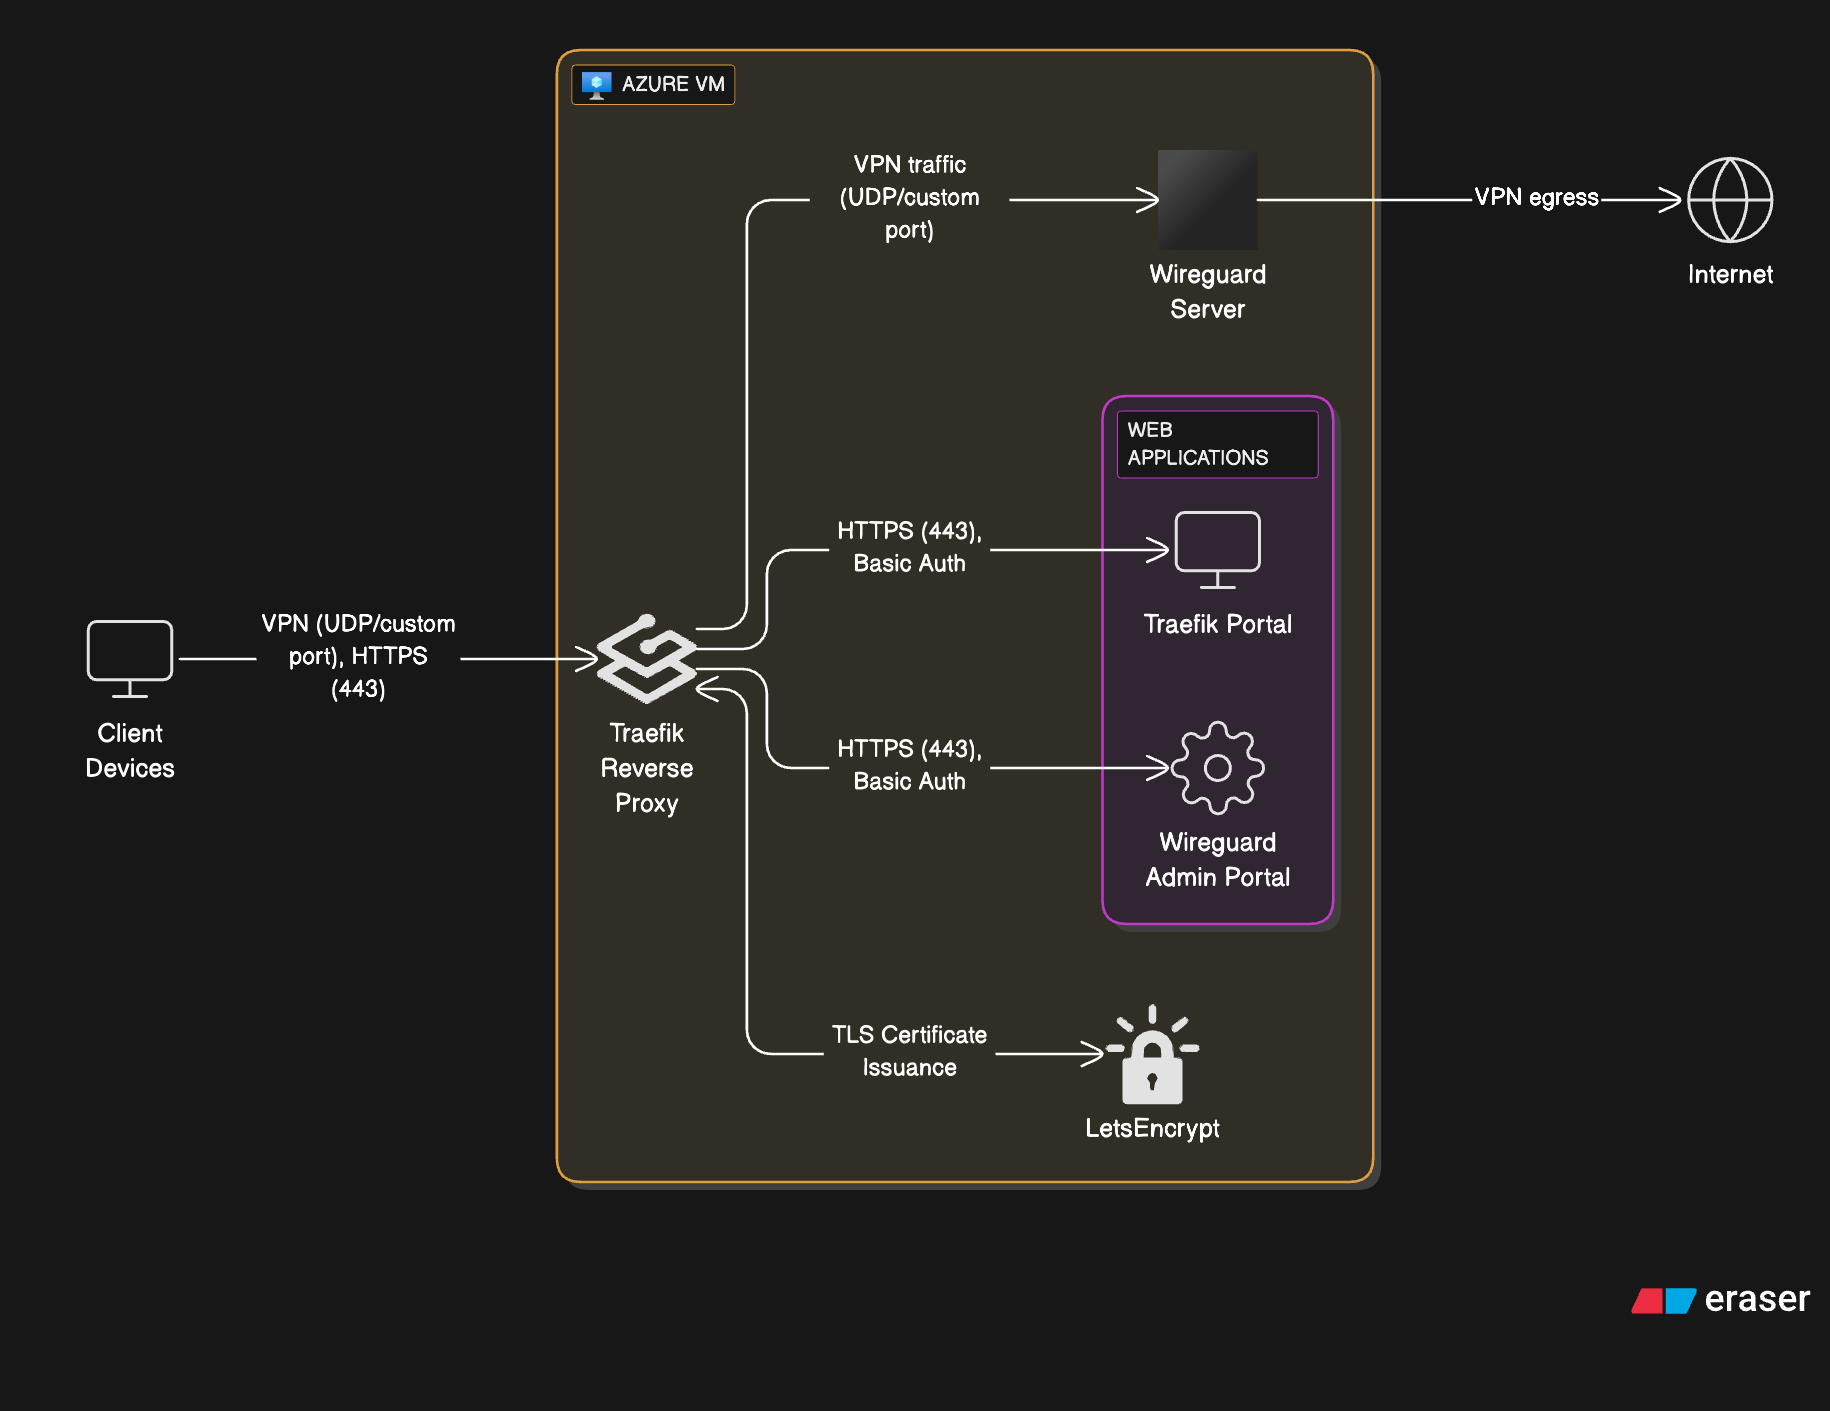 AZURE VM
VPN traffic
(UDP/custom
port)
Wireguard
Server
VPN egress
Internet
WEB
APPLICATIONS
HTTPS (443),
Basic Auth
Traefik Portal
VPN (UDP/custom
port), HTTPS
(443)
Client
Devices
Traefik
Reverse
Proxy
HTTPS (443),
Basic Auth
Wireguard
Admin Portal
TLS Certificate
Issuance
LetsEncrypt
eraser